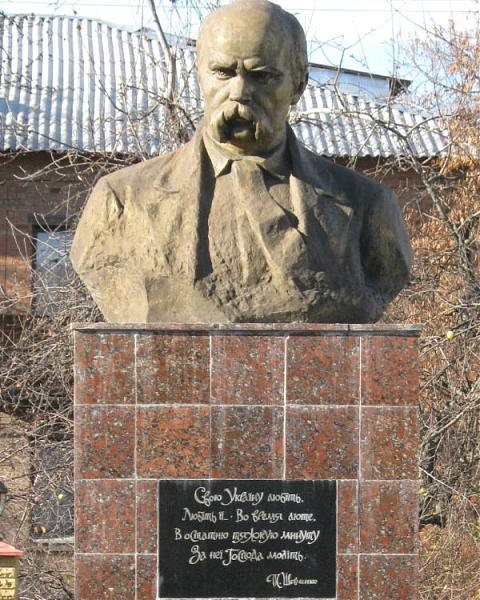 Свою Україну любіть.
Любіть її... Во время люте,
В остатню тяжкую минуту
За неї Господа моліть.
Т. Шевченко